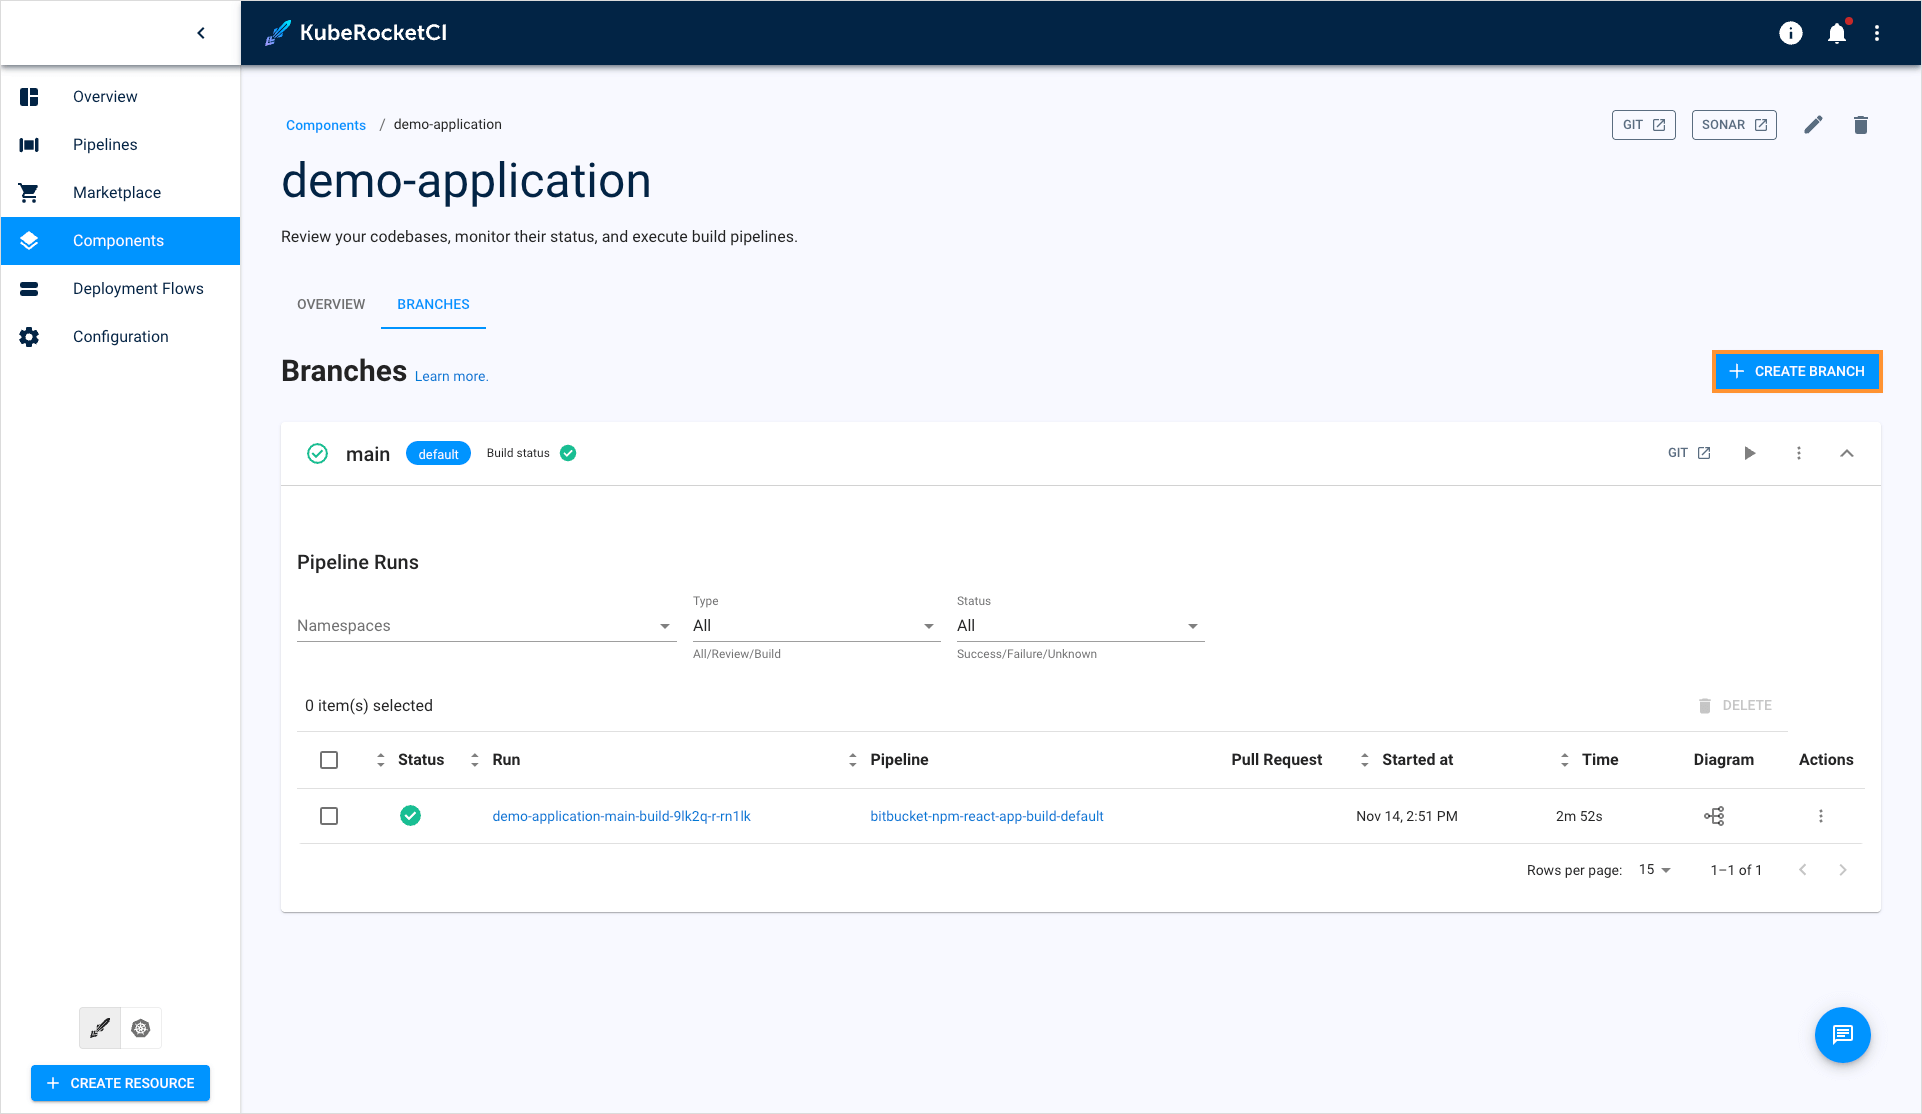 KubeRocketCI
Overview
Pipelines
Marketplace
Components
Deployment Flows
Configuration
CREATE RESOURCE
Components / demo-application
GIT
SONAR
demo-application
Review your codebases, monitor their status, and execute build pipelines.
OVERVIEW BRANCHES
Branches Learn more.
CREATE BRANCH
main default Build status
GIT
Pipeline Runs
Namespaces
Type
All
All/Review/Build
Status
All
Success/Failure/Unknown
0 item(s) selected
DELETE
Status Run Pipeline Pull Request Started at Time Diagram Actions
demo-application-main-build-9lk2q-r-rn1lk bitbucket-npm-react-app-build-default Nov 14, 2:51 PM 2m 52s
Rows per page: 15 1–1 of 1